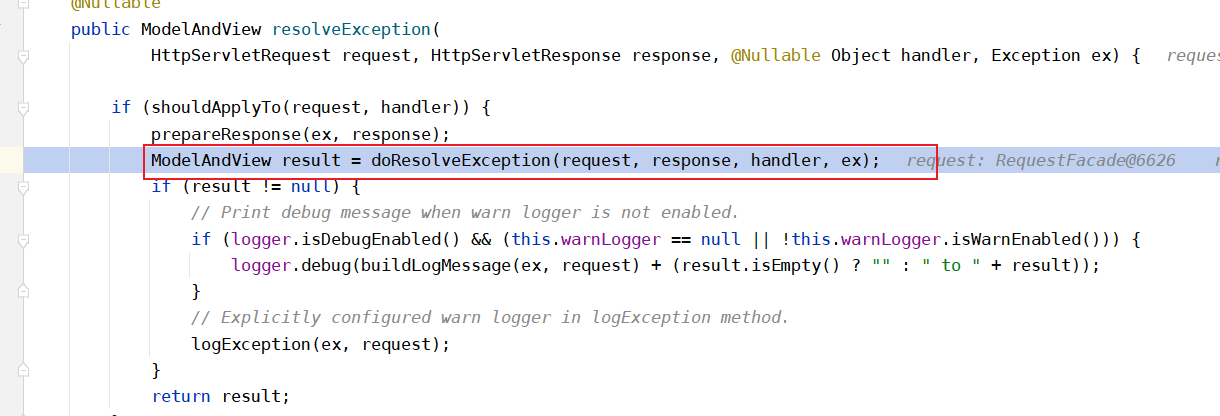 @Nullable
public ModelAndView resolveException(
HttpServletRequest request, HttpServletResponse response, @Nullable Object handler, Exception ex) {
if (shouldApplyTo(request, handler)) {
prepareResponse(ex, response);
ModelAndView result = doResolveException(request, response, handler, ex); request: RequestFacade@6626
if (result != null) {
// Print debug message when warn logger is not enabled.
if (logger.isDebugEnabled() && (this.warnLogger == null || !this.warnLogger.isWarnEnabled())) {
logger.debug(buildLogMessage(ex, request) + (result.isEmpty() ? "" : " to " + result));
}
// Explicitly configured warn logger in logException method.
logException(ex, request);
}
return result;